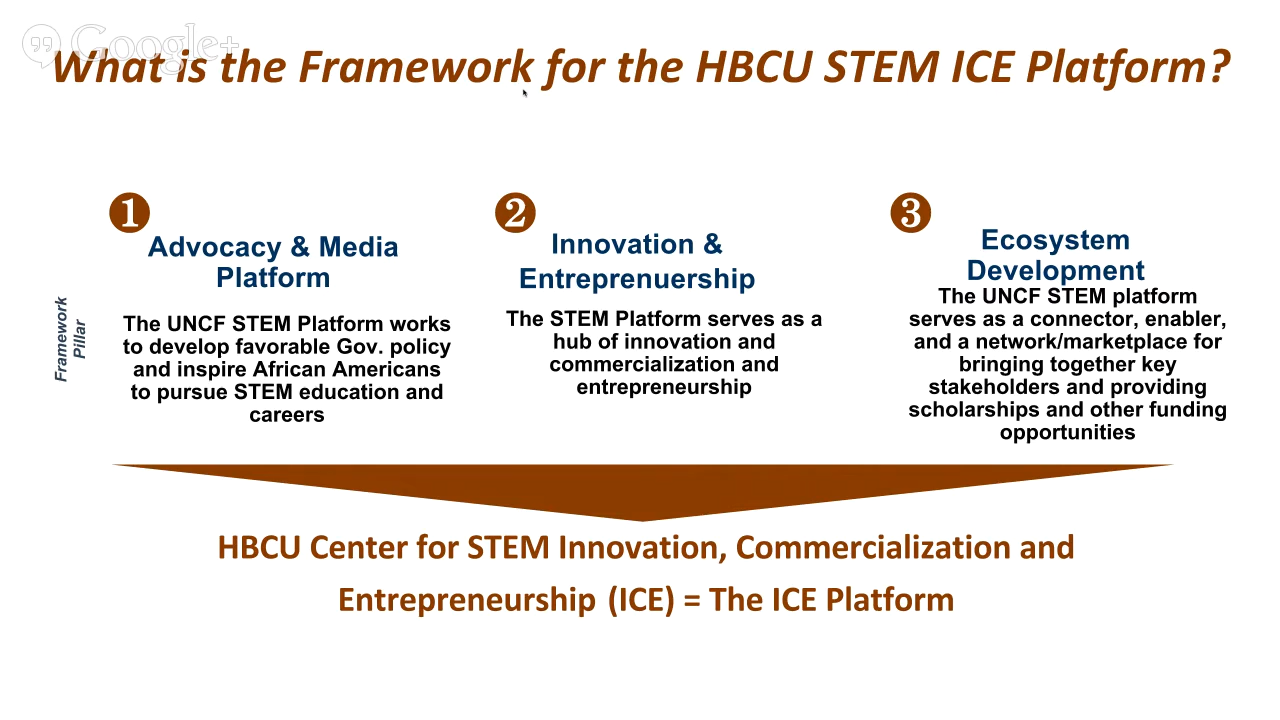 Google+
What is the Framework for the HBCU STEM ICE Platform?
Framework
Pillar
1
Advocacy & Media
Platform
The UNCF STEM Platform works
to develop favorable Gov. policy
and inspire African Americans
to pursue STEM education and
careers
2
Innovation &
Entreprenuership
The STEM Platform serves as a
hub of innovation and
commercialization and
entrepreneurship
3
Ecosystem
Development
The UNCF STEM platform
serves as a connector, enabler,
and a network/marketplace for
bringing together key
stakeholders and providing
scholarships and other funding
opportunities
HBCU Center for STEM Innovation, Commercialization and
Entrepreneurship (ICE) = The ICE Platform